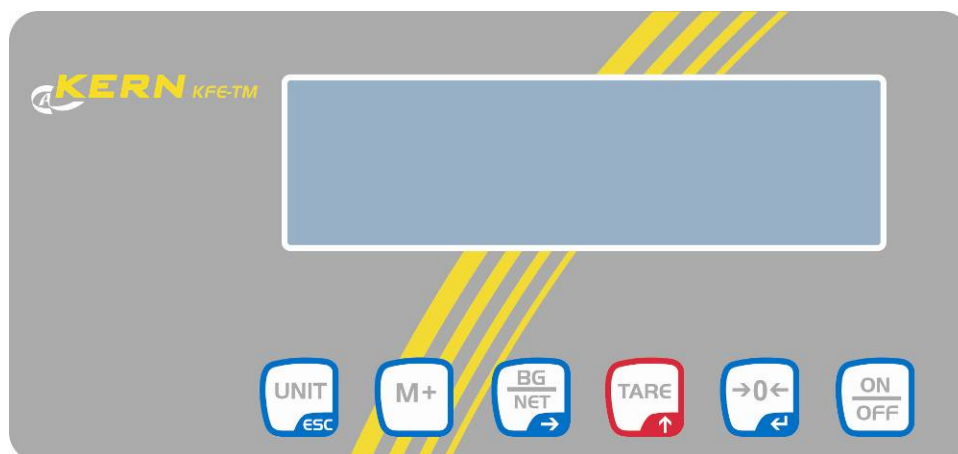 KERN KFE-TM
UNIT
ESC
M+
BG
NET
→
TARE
↑
→0←
↵
ON
OFF